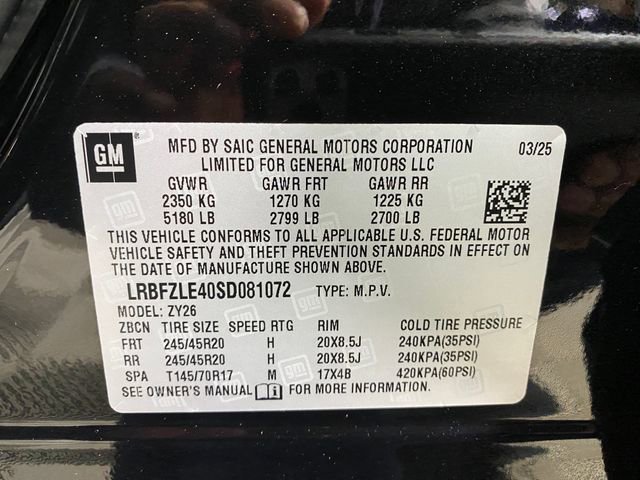 GM
MFD BY SAIC GENERAL MOTORS CORPORATION 03/25
LIMITED FOR GENERAL MOTORS LLC
GVWR GAWR FRT GAWR RR
2350 KG 1270 KG 1225 KG
5180 LB 2799 LB 2700 LB
THIS VEHICLE CONFORMS TO ALL APPLICABLE U.S. FEDERAL MOTOR
VEHICLE SAFETY AND THEFT PREVENTION STANDARDS IN EFFECT ON
THE DATE OF MANUFACTURE SHOWN ABOVE.
LRBFZLE40SD081072 TYPE: M.P.V.
MODEL: ZY26
ZBCN TIRE SIZE SPEED RTG RIM COLD TIRE PRESSURE
FRT 245/45R20 H 20X8.5J 240KPA(35PSI)
RR 245/45R20 H 20X8.5J 240KPA(35PSI)
SPA T145/70R17 M 17X4B 420KPA(60PSI)
SEE OWNER'S MANUAL FOR MORE INFORMATION.